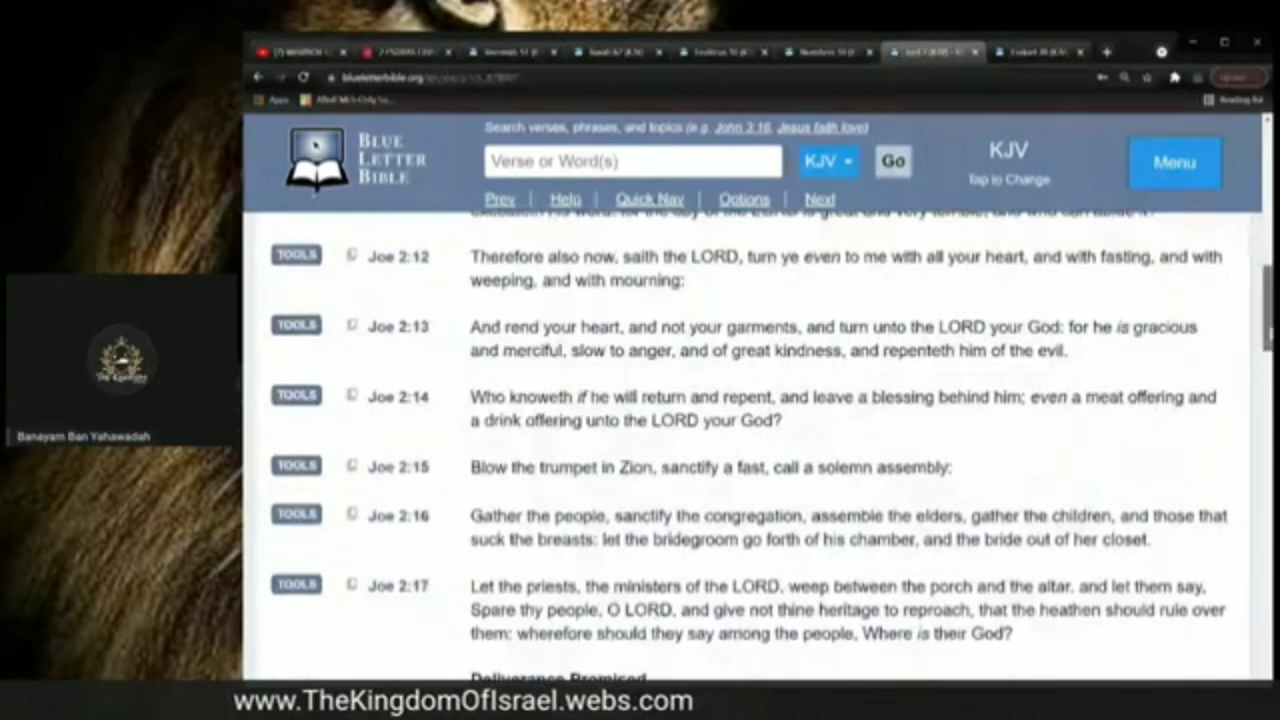 blueletterbible.org
Apps
Reading list
Search verses, phrases, and topics (e.g. John 3:16, Jesus faith love)
BLUE
LETTER
BIBLE
Verse or Word(s)
KJV
Go
KJV
Tap to Change
Menu
Prev | Help | Quick Nav | Options | Next
TOOLS Joe 2:12 Therefore also now, saith the LORD, turn ye even to me with all your heart, and with fasting, and with
weeping, and with mourning:
TOOLS Joe 2:13 And rend your heart, and not your garments, and turn unto the LORD your God: for he is gracious
and merciful, slow to anger, and of great kindness, and repenteth him of the evil.
TOOLS Joe 2:14 Who knoweth if he will return and repent, and leave a blessing behind him; even a meat offering and
a drink offering unto the LORD your God?
TOOLS Joe 2:15 Blow the trumpet in Zion, sanctify a fast, call a solemn assembly:
TOOLS Joe 2:16 Gather the people, sanctify the congregation, assemble the elders, gather the children, and those that
suck the breasts: let the bridegroom go forth of his chamber, and the bride out of her closet.
TOOLS Joe 2:17 Let the priests, the ministers of the LORD, weep between the porch and the altar, and let them say,
Spare thy people, O LORD, and give not thine heritage to reproach, that the heathen should rule over
them: wherefore should they say among the people, Where is their God?
Deliverance Promised
Banayam Ban Yahawadah
www.TheKingdomOfIsrael.webs.com